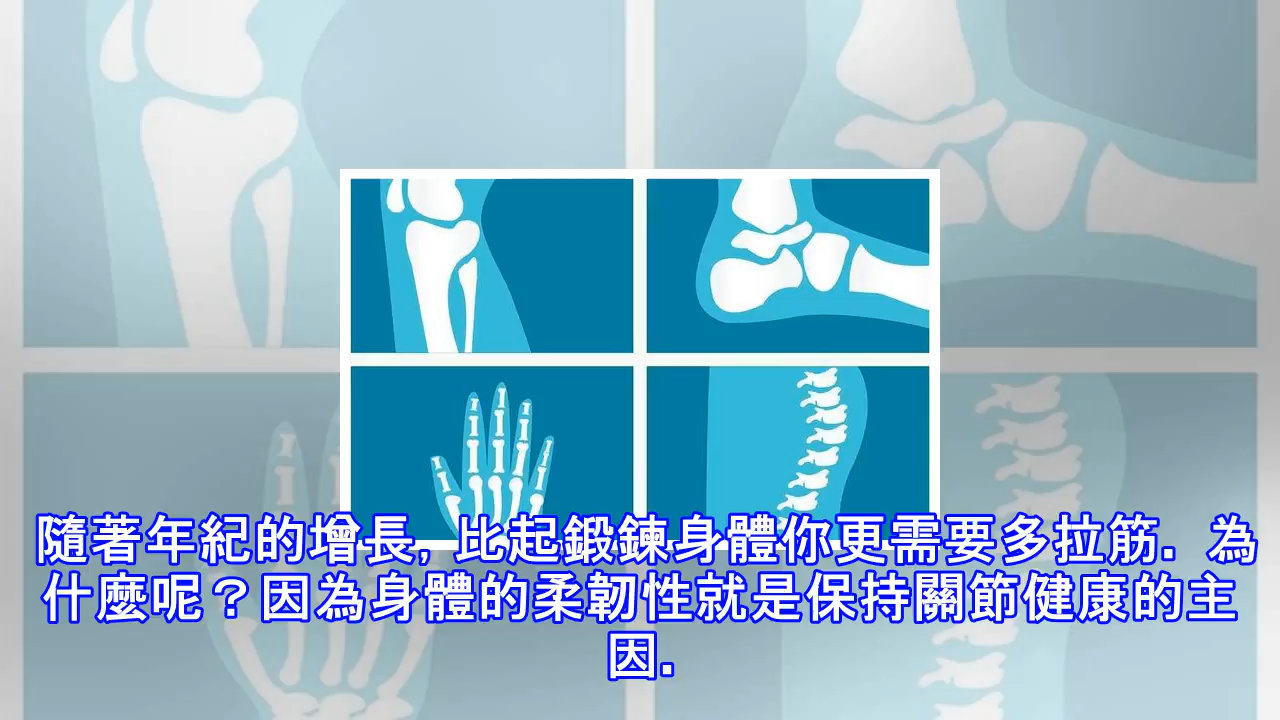 隨著年紀的增長, 比起鍛鍊身體你更需要多拉筋. 為
什麼呢？因為身體的柔韌性就是保持關節健康的主
因.